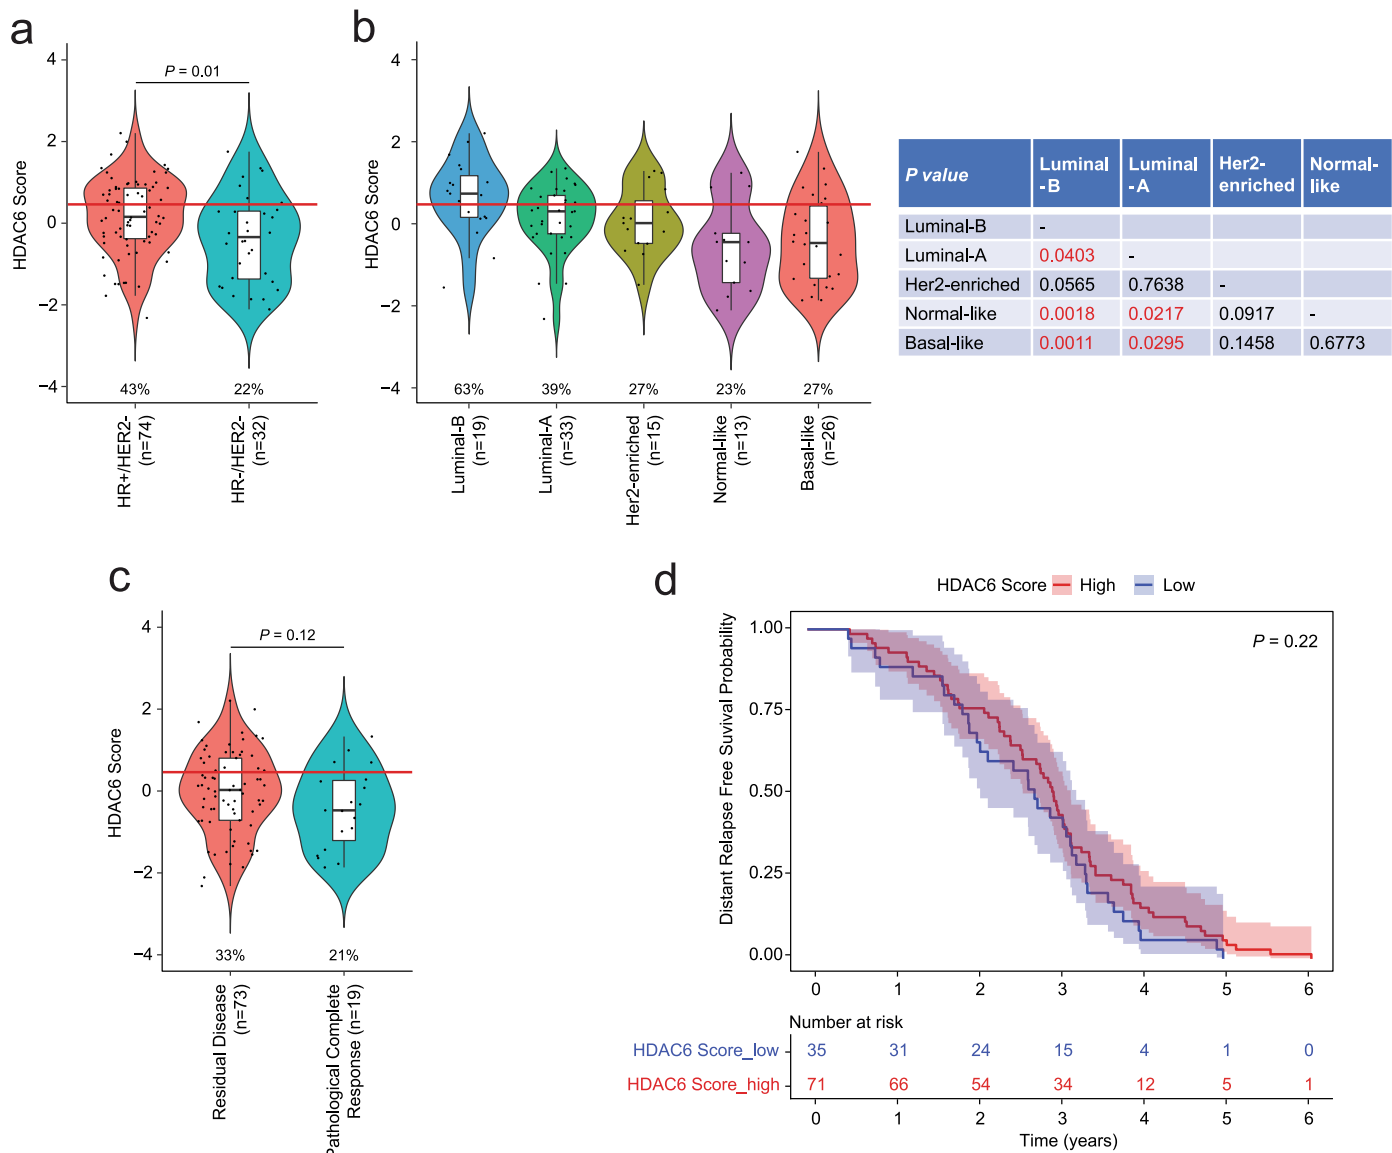 a
HDAC6 Score
4
2
0
−2
−4
P = 0.01
43%
22%
HR+/HER2-
(n=74)
HR-/HER2-
(n=32)
b
HDAC6 Score
4
2
0
−2
−4
63%
39%
27%
23%
27%
Luminal-B
(n=19)
Luminal-A
(n=33)
Her2-enriched
(n=15)
Normal-like
(n=13)
Basal-like
(n=26)
P value Luminal-B Luminal-A Her2-enriched Normal-like
Luminal-B -
Luminal-A 0.0403 -
Her2-enriched 0.0565 0.7638 -
Normal-like 0.0018 0.0217 0.0917 -
Basal-like 0.0011 0.0295 0.1458 0.6773
c
HDAC6 Score
4
2
0
−2
−4
P = 0.12
33%
21%
Residual Disease
(n=73)
Pathological Complete
Response (n=19)
d
HDAC6 Score High Low
Distant Relapse Free Suvival Probability
1.00
0.75
0.50
0.25
0.00
P = 0.22
0 1 2 3 4 5 6
Number at risk
HDAC6 Score_low 35 31 24 15 4 1 0
HDAC6 Score_high 71 66 54 34 12 5 1
0 1 2 3 4 5 6
Time (years)